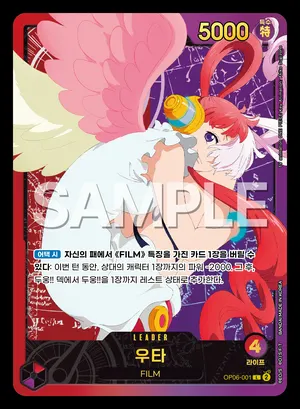 5000
특수
特
SAMPLE
어택 시 자신의 패에서 《FILM》 특징을 가진 카드 1장을 버릴 수
있다: 이번 턴 동안, 상대의 캐릭터 1장까지의 파워 -2000. 그 후,
두웅!! 덱에서 두웅!!을 1장까지 레스트 상태로 추가한다.
LEADER
우타
FILM
4
라이프
OP06-001 L 2